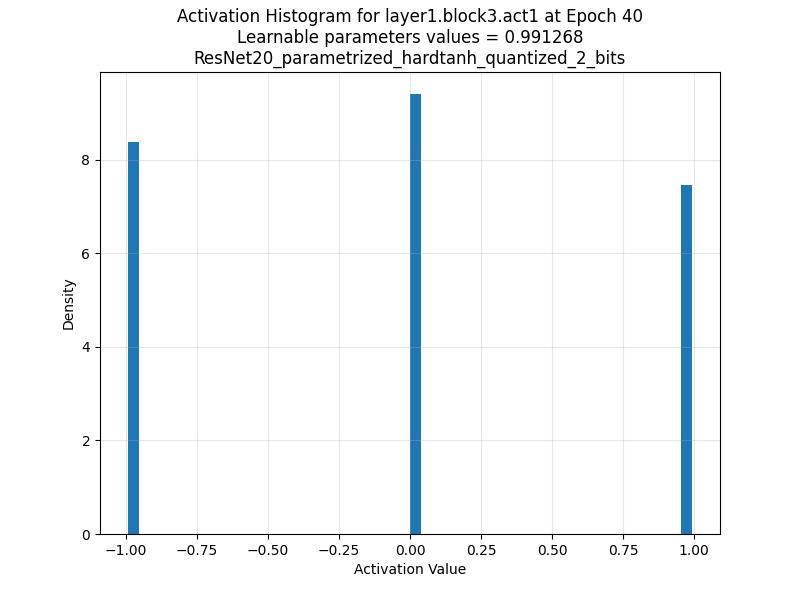 Activation Histogram for layer1.block3.act1 at Epoch 40
Learnable parameters values = 0.991268
ResNet20_parametrized_hardtanh_quantized_2_bits
Density
8
6
4
2
0
−1.00 −0.75 −0.50 −0.25 0.00 0.25 0.50 0.75 1.00
Activation Value